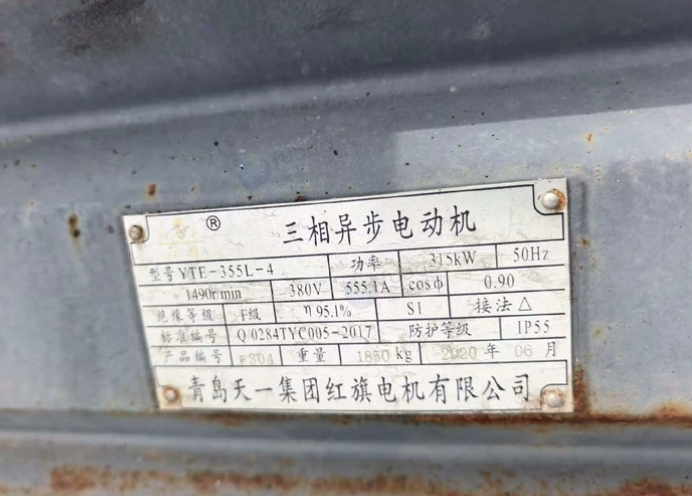 ®
三相异步电动机
型号 YTE-355L-4 功率 315kW 50Hz
1490r/min 380V 555.1A cosϕ 0.90
绝缘等级 F级 η95.1% S1 接法 △
标准编号 Q/0284TYC005-2017 防护等级 IP55
产品编号 重量 1850 kg 2020 年 06 月
青岛天一集团红旗电机有限公司